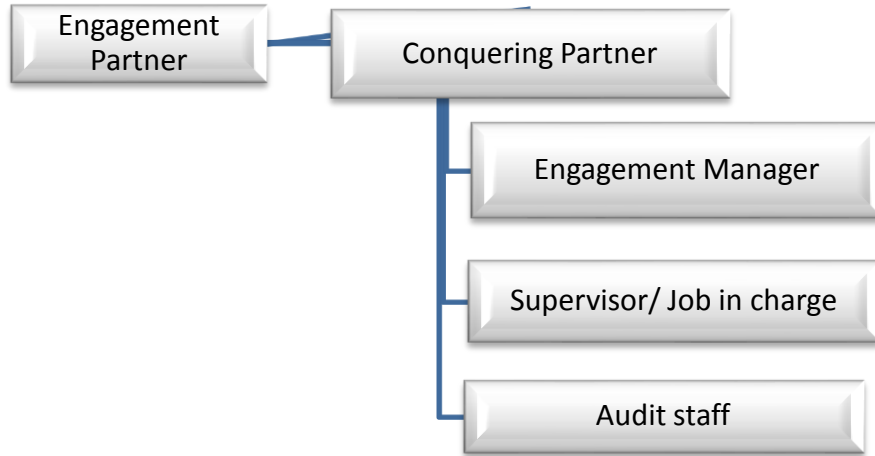 Engagement
Partner
Conquering Partner
Engagement Manager
Supervisor/ Job in charge
Audit staff